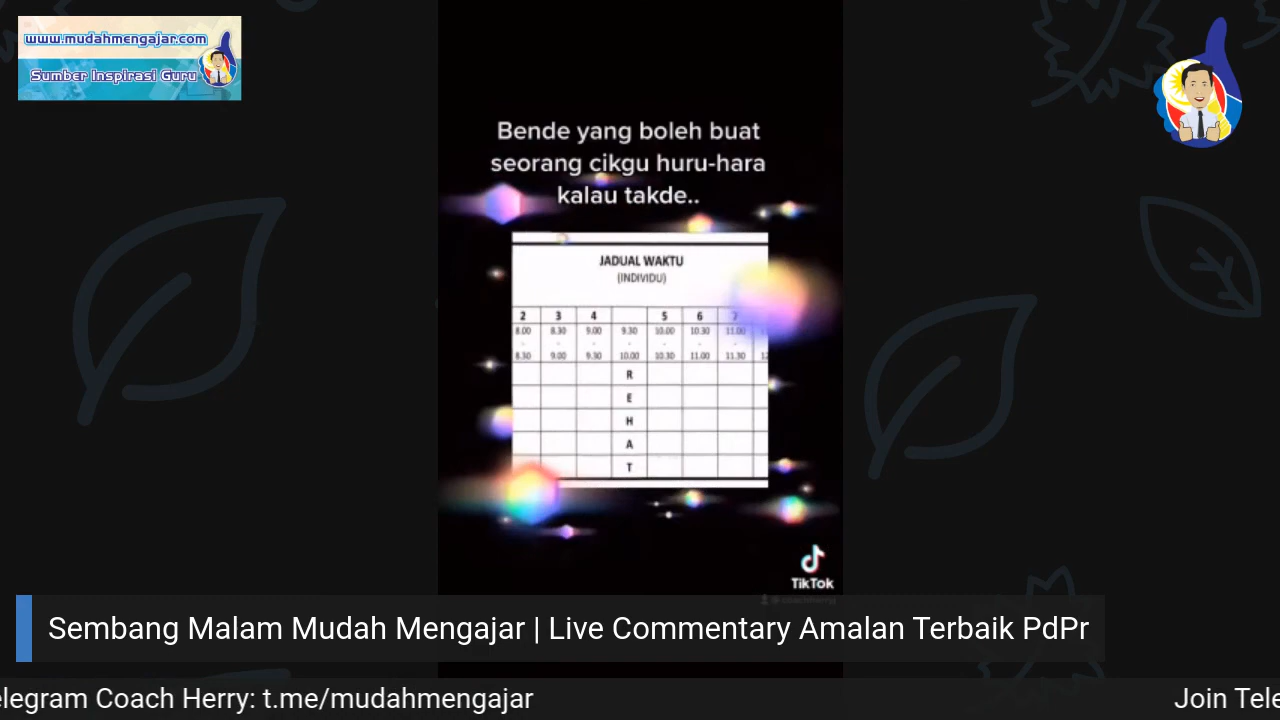 www.mudahmengajar.com
Sumber Inspirasi Guru
Bende yang boleh buat
seorang cikgu huru-hara
kalau takde..
JADUAL WAKTU
(INDIVIDU)
2 3 4 5 6 7
8.00 8.30 9.00 9.30 10.00 10.30 11.00
- - - - - - -
8.30 9.00 9.30 10.00 10.30 11.00 11.30 12
R
E
H
A
T
TikTok
Sembang Malam Mudah Mengajar | Live Commentary Amalan Terbaik PdPr
elegram Coach Herry: t.me/mudahmengajar Join Tele